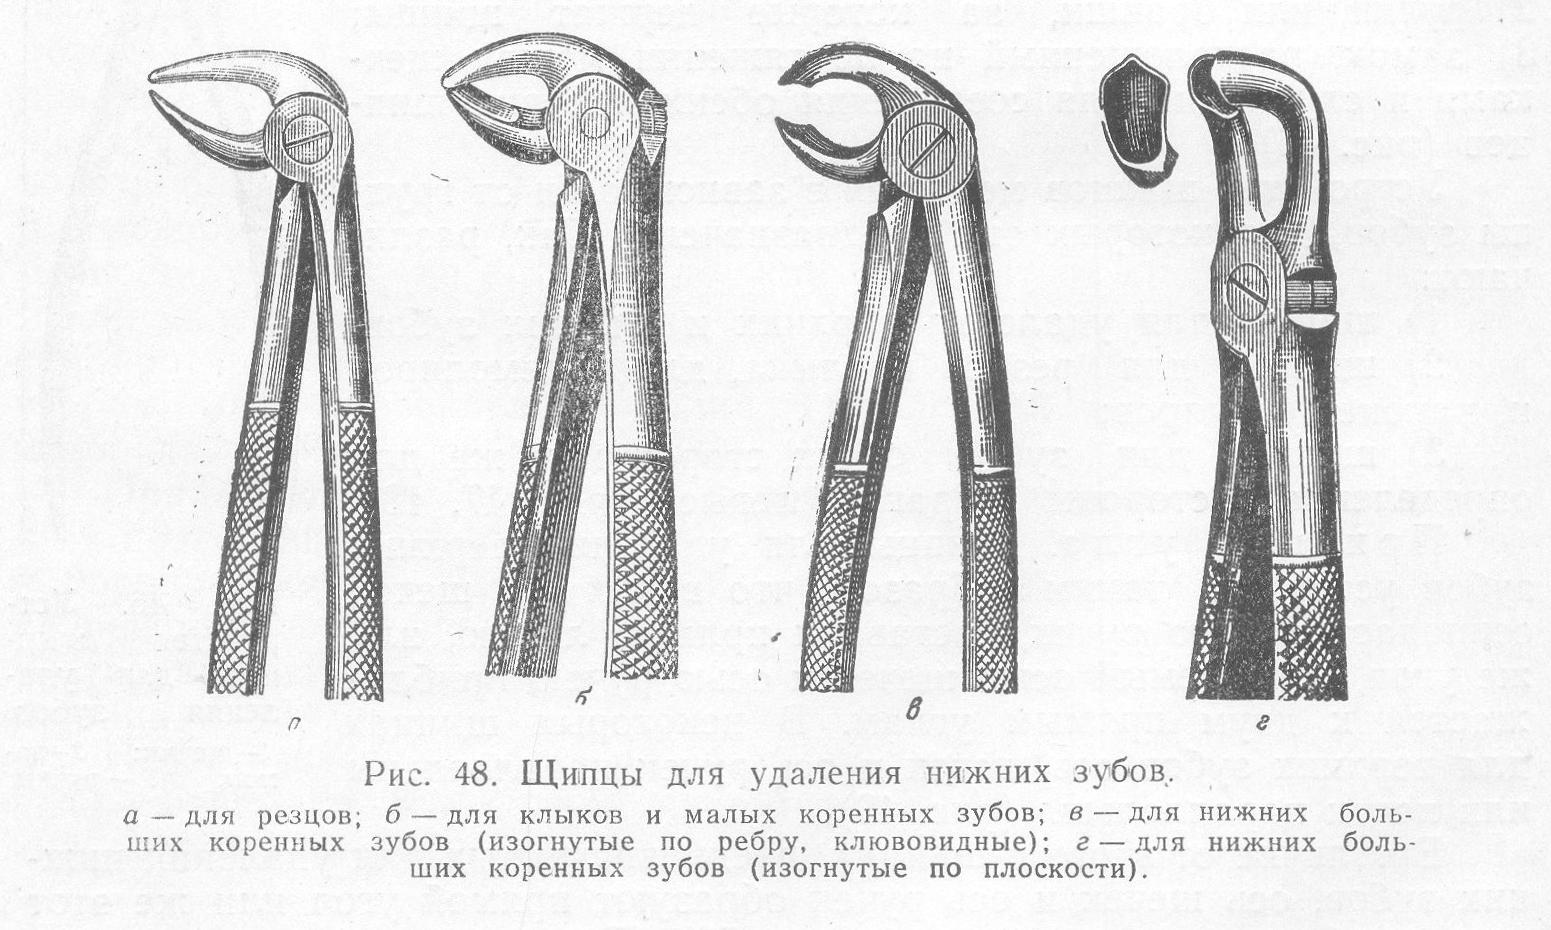 а
б
в
г
Рис. 48. Щипцы для удаления нижних зубов.
а — для резцов; б — для клыков и малых коренных зубов; в — для нижних боль-
ших коренных зубов (изогнутые по ребру, клювовидные); г — для нижних боль-
ших коренных зубов (изогнутые по плоскости).